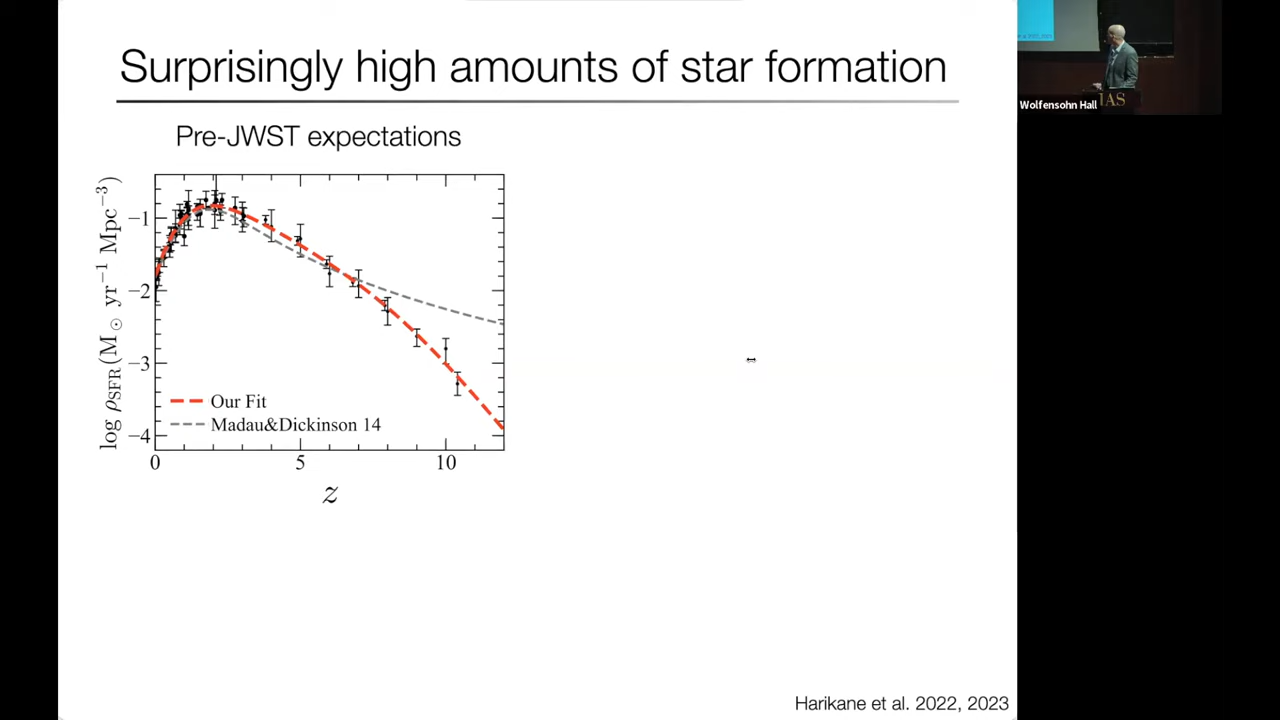 Surprisingly high amounts of star formation
Pre-JWST expectations
log ρSFR(M⊙ yr−1 Mpc−3)
−1
−2
−3
−4
Our Fit
Madau&Dickinson 14
0 5 10
z
Harikane et al. 2022, 2023
Wolfensohn Hall
IAS